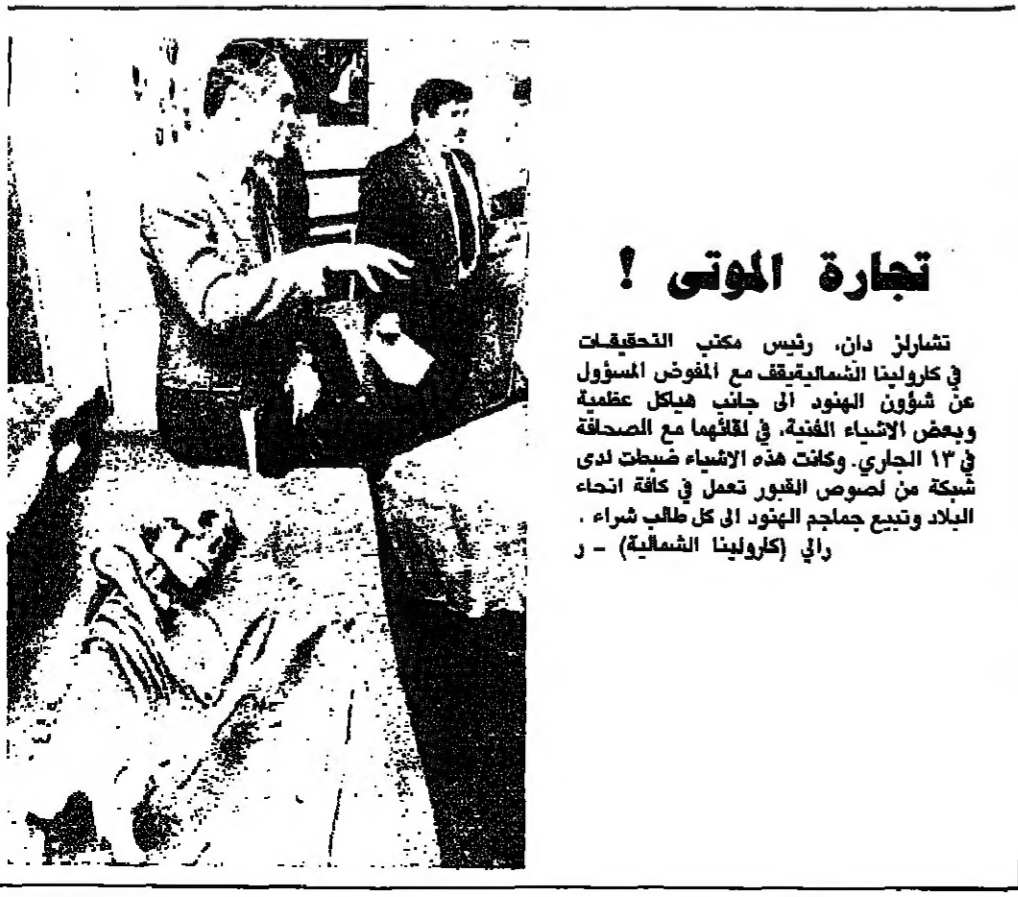 تجارة الموتى !
تشارلز دان، رئيس مكتب التحقيقات
في كارولينا الشماليةيقف مع المفوض المسؤول
عن شؤون الهنود الى جانب هياكل عظمية
وبعض الاشياء الفنية، في لقائهما مع الصحافة
في ١٣ الجاري. وكانت هذه الاشياء ضبطت لدى
شبكة من لصوص القبور تعمل في كافة انحاء
البلاد وتبيع جماجم الهنود الى كل طالب شراء .
رالي (كارولينا الشمالية) - ر